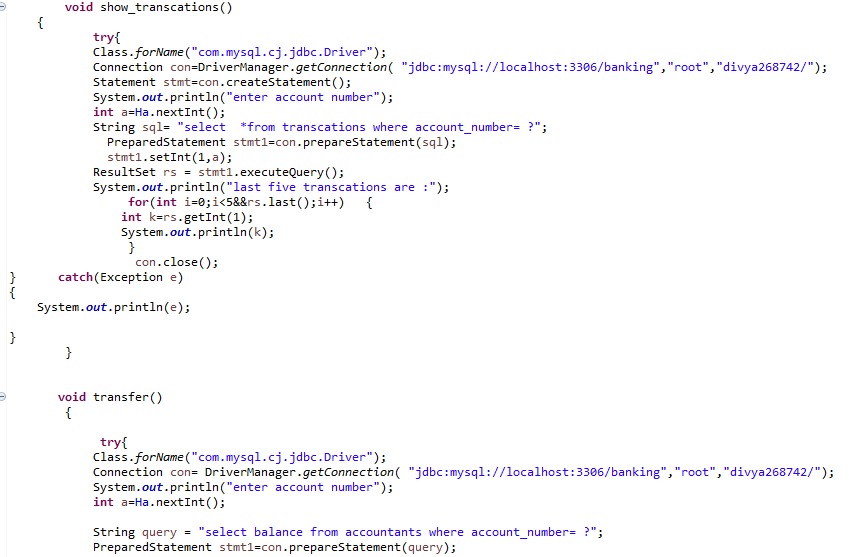 void show_transcations()
{
try{
Class.forName("com.mysql.cj.jdbc.Driver");
Connection con=DriverManager.getConnection( "jdbc:mysql://localhost:3306/banking","root","divya268742/");
Statement stmt=con.createStatement();
System.out.println("enter account number");
int a=Ha.nextInt();
String sql= "select  *from transcations where account_number= ?";
PreparedStatement stmt1=con.prepareStatement(sql);
stmt1.setInt(1,a);
ResultSet rs = stmt1.executeQuery();
System.out.println("last five transcations are :");
for(int i=0;i<5&&rs.last();i++)   {
int k=rs.getInt(1);
System.out.println(k);
}
con.close();
}      catch(Exception e)
{
System.out.println(e);
}
}
void transfer()
{
try{
Class.forName("com.mysql.cj.jdbc.Driver");
Connection con= DriverManager.getConnection( "jdbc:mysql://localhost:3306/banking","root","divya268742/");
System.out.println("enter account number");
int a=Ha.nextInt();
String query = "select balance from accountants where account_number= ?";
PreparedStatement stmt1=con.prepareStatement(query);